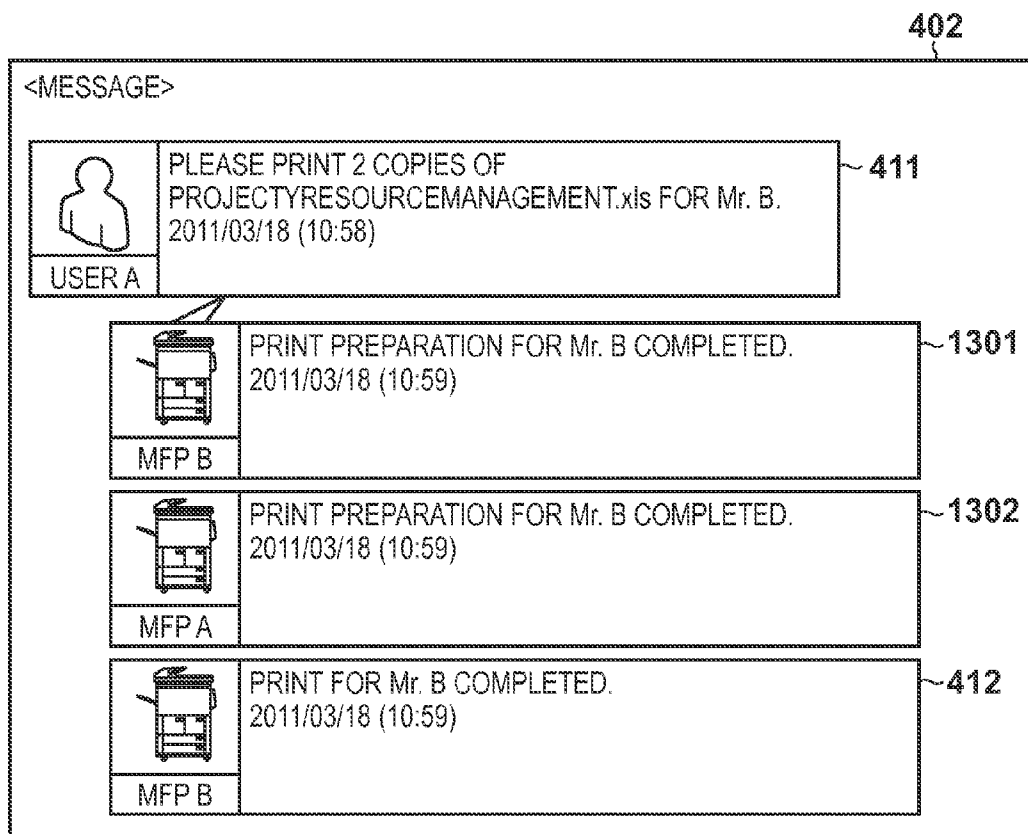 402
<MESSAGE>
PLEASE PRINT 2 COPIES OF
PROJECTYRESOURCEMANAGEMENT.xls FOR Mr. B.
2011/03/18 (10:58)
USER A
411
PRINT PREPARATION FOR Mr. B COMPLETED.
2011/03/18 (10:59)
MFP B
1301
PRINT PREPARATION FOR Mr. B COMPLETED.
2011/03/18 (10:59)
MFP A
1302
PRINT FOR Mr. B COMPLETED.
2011/03/18 (10:59)
MFP B
412